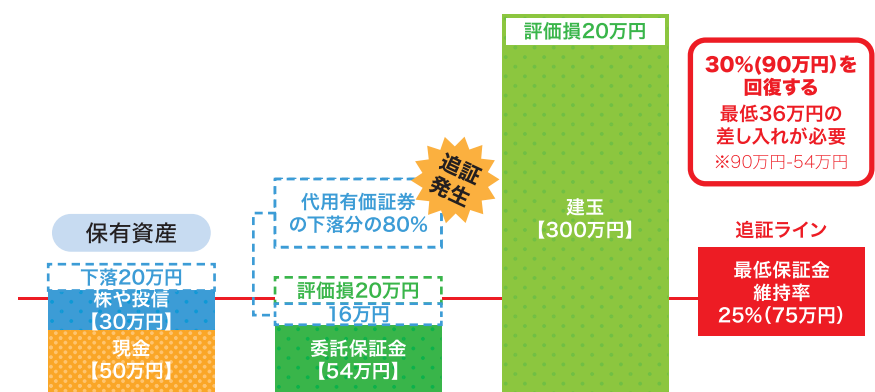 保有資産
下落20万円
株や投信
【30万円】
現金
【50万円】
代用有価証券
の下落分の80%
追証
発生
評価損20万円
16万円
委託保証金
【54万円】
評価損20万円
建玉
【300万円】
30%(90万円)を
回復する
最低36万円の
差し入れが必要
※90万円-54万円
追証ライン
最低保証金
維持率
25%(75万円)